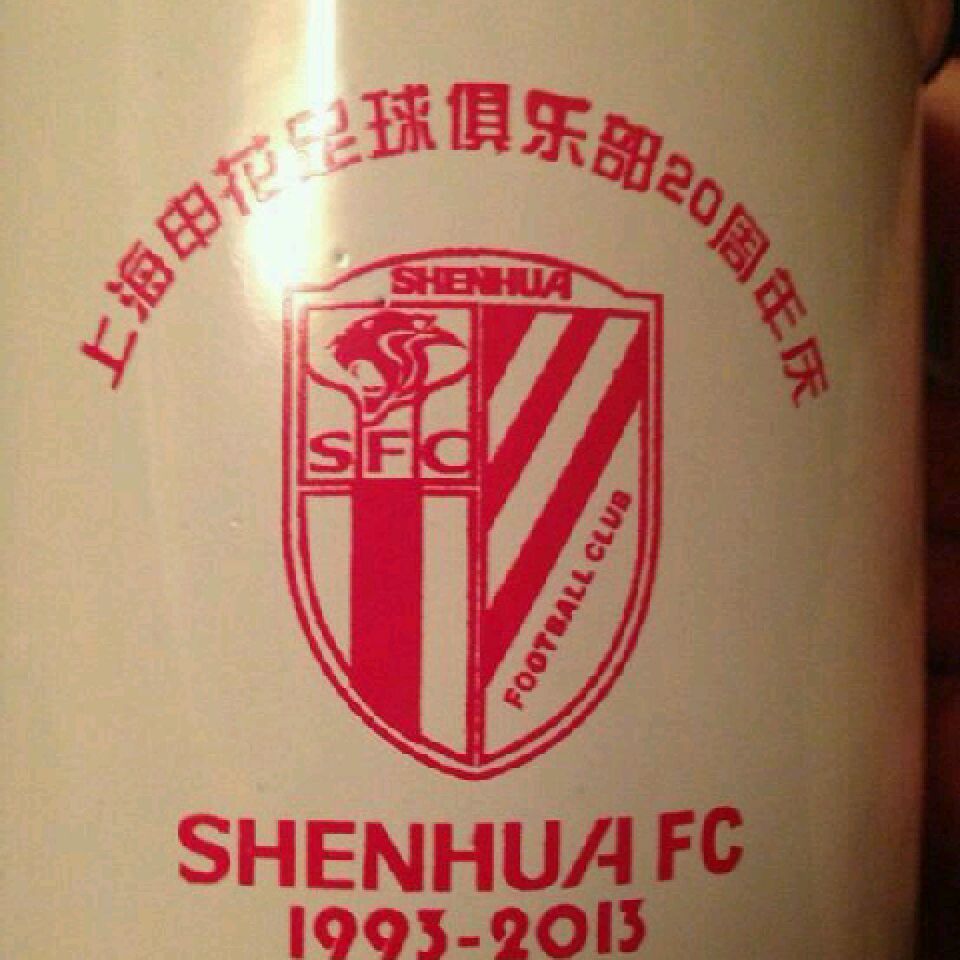 上海申花足球俱乐部20周年庆
SHENHUA
SFC
FOOTBALL CLUB
SHENHUA FC
1993-2013